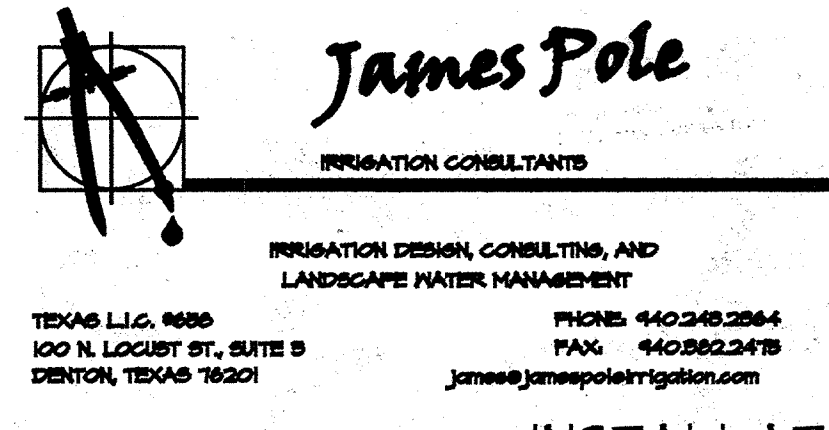 James Pole
IRRIGATION CONSULTANTS
IRRIGATION DESIGN, CONSULTING, AND
LANDSCAPE WATER MANAGEMENT
TEXAS L.I.C.
100 N. LOCUST ST., SUITE
DENTON, TEXAS 76201
PHONE:
FAX:
james@jamespoleirrigation.com